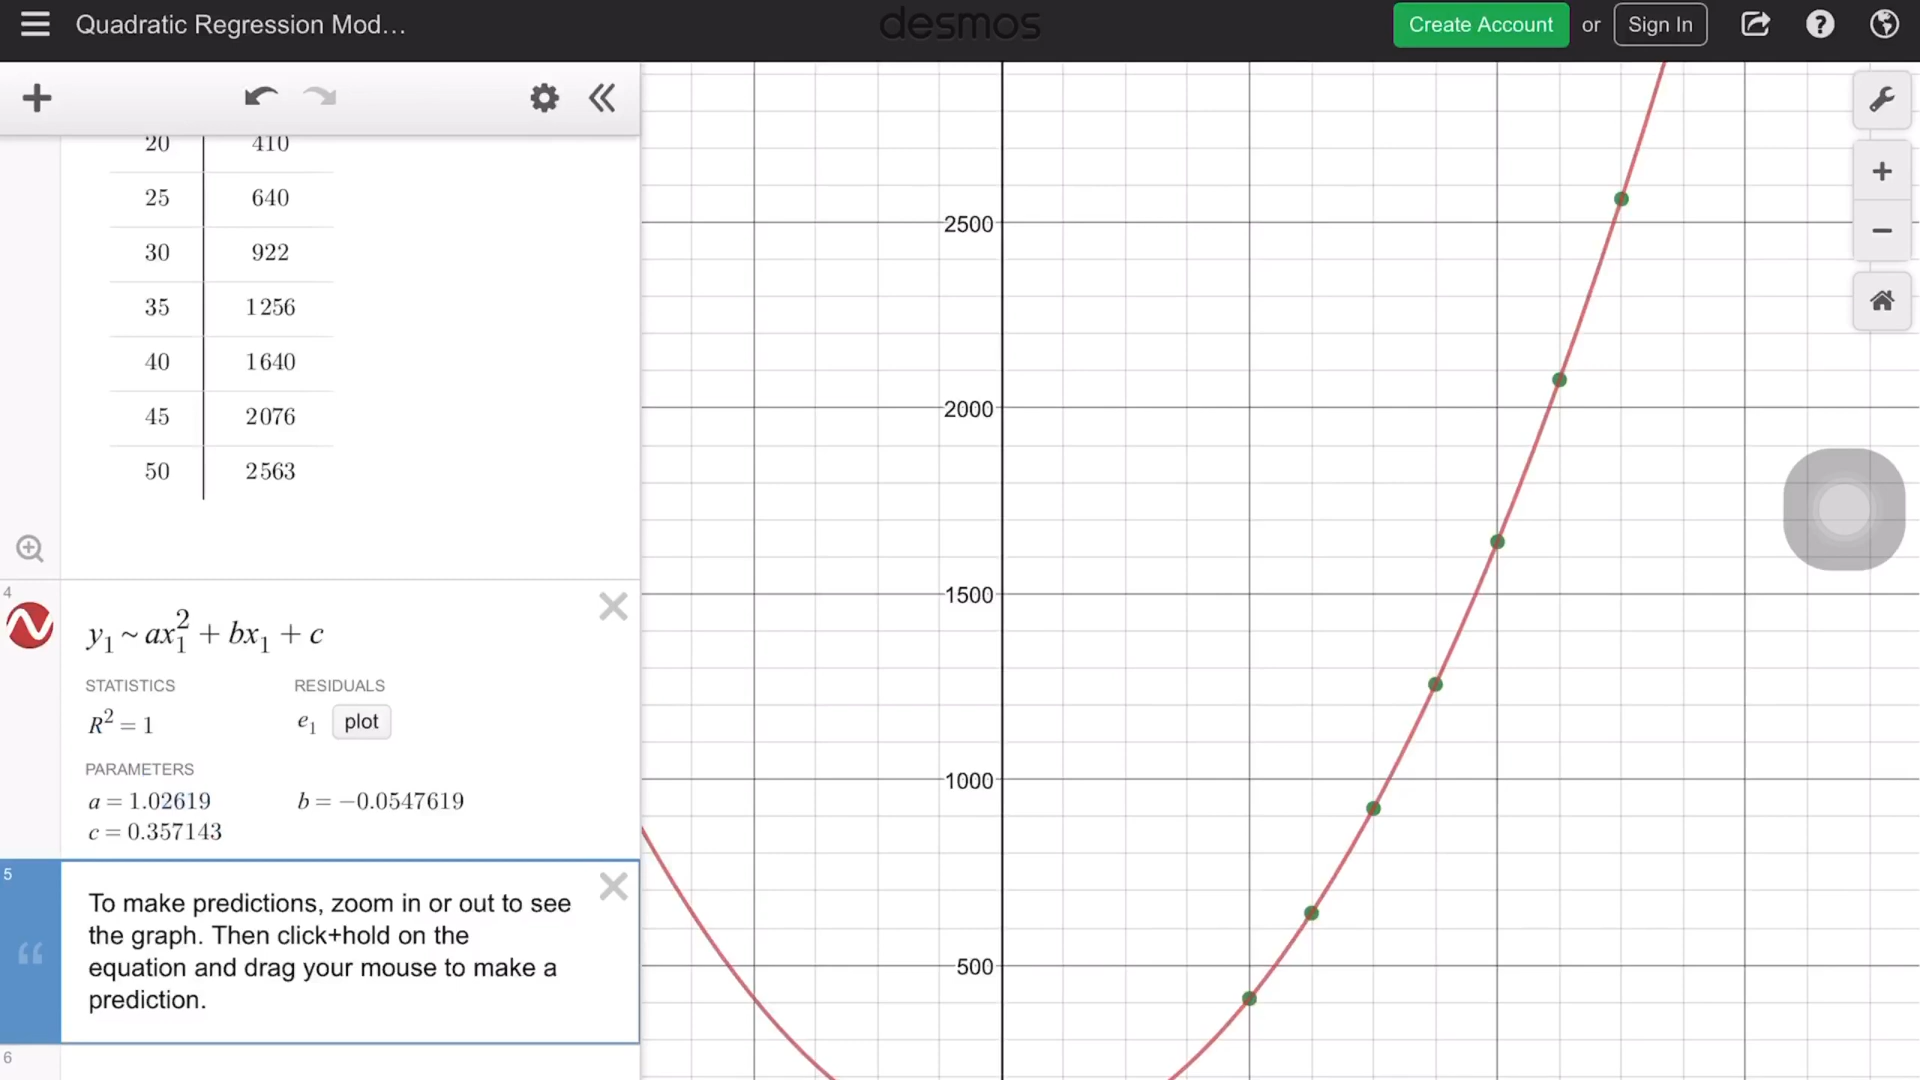 Quadratic Regression Mod...
desmos
Create Account or Sign In
20 410
25 640
30 922
35 1256
40 1640
45 2076
50 2563
4
y₁ ~ ax₁² + bx₁ + c
STATISTICS RESIDUALS
R² = 1 e₁ plot
PARAMETERS
a = 1.02619 b = −0.0547619
c = 0.357143
5
To make predictions, zoom in or out to see
the graph. Then click+hold on the
equation and drag your mouse to make a
prediction.
6
2500
2000
1500
1000
500